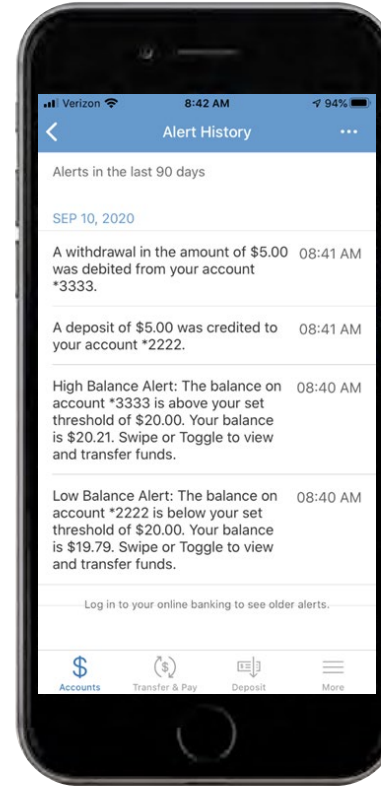 Verizon 8:42 AM 94%
Alert History
Alerts in the last 90 days
SEP 10, 2020
A withdrawal in the amount of $5.00 08:41 AM
was debited from your account
*3333.
A deposit of $5.00 was credited to 08:41 AM
your account *2222.
High Balance Alert: The balance on 08:40 AM
account *3333 is above your set
threshold of $20.00. Your balance
is $20.21. Swipe or Toggle to view
and transfer funds.
Low Balance Alert: The balance on 08:40 AM
account *2222 is below your set
threshold of $20.00. Your balance
is $19.79. Swipe or Toggle to view
and transfer funds.
Log in to your online banking to see older alerts.
Accounts Transfer & Pay Deposit More